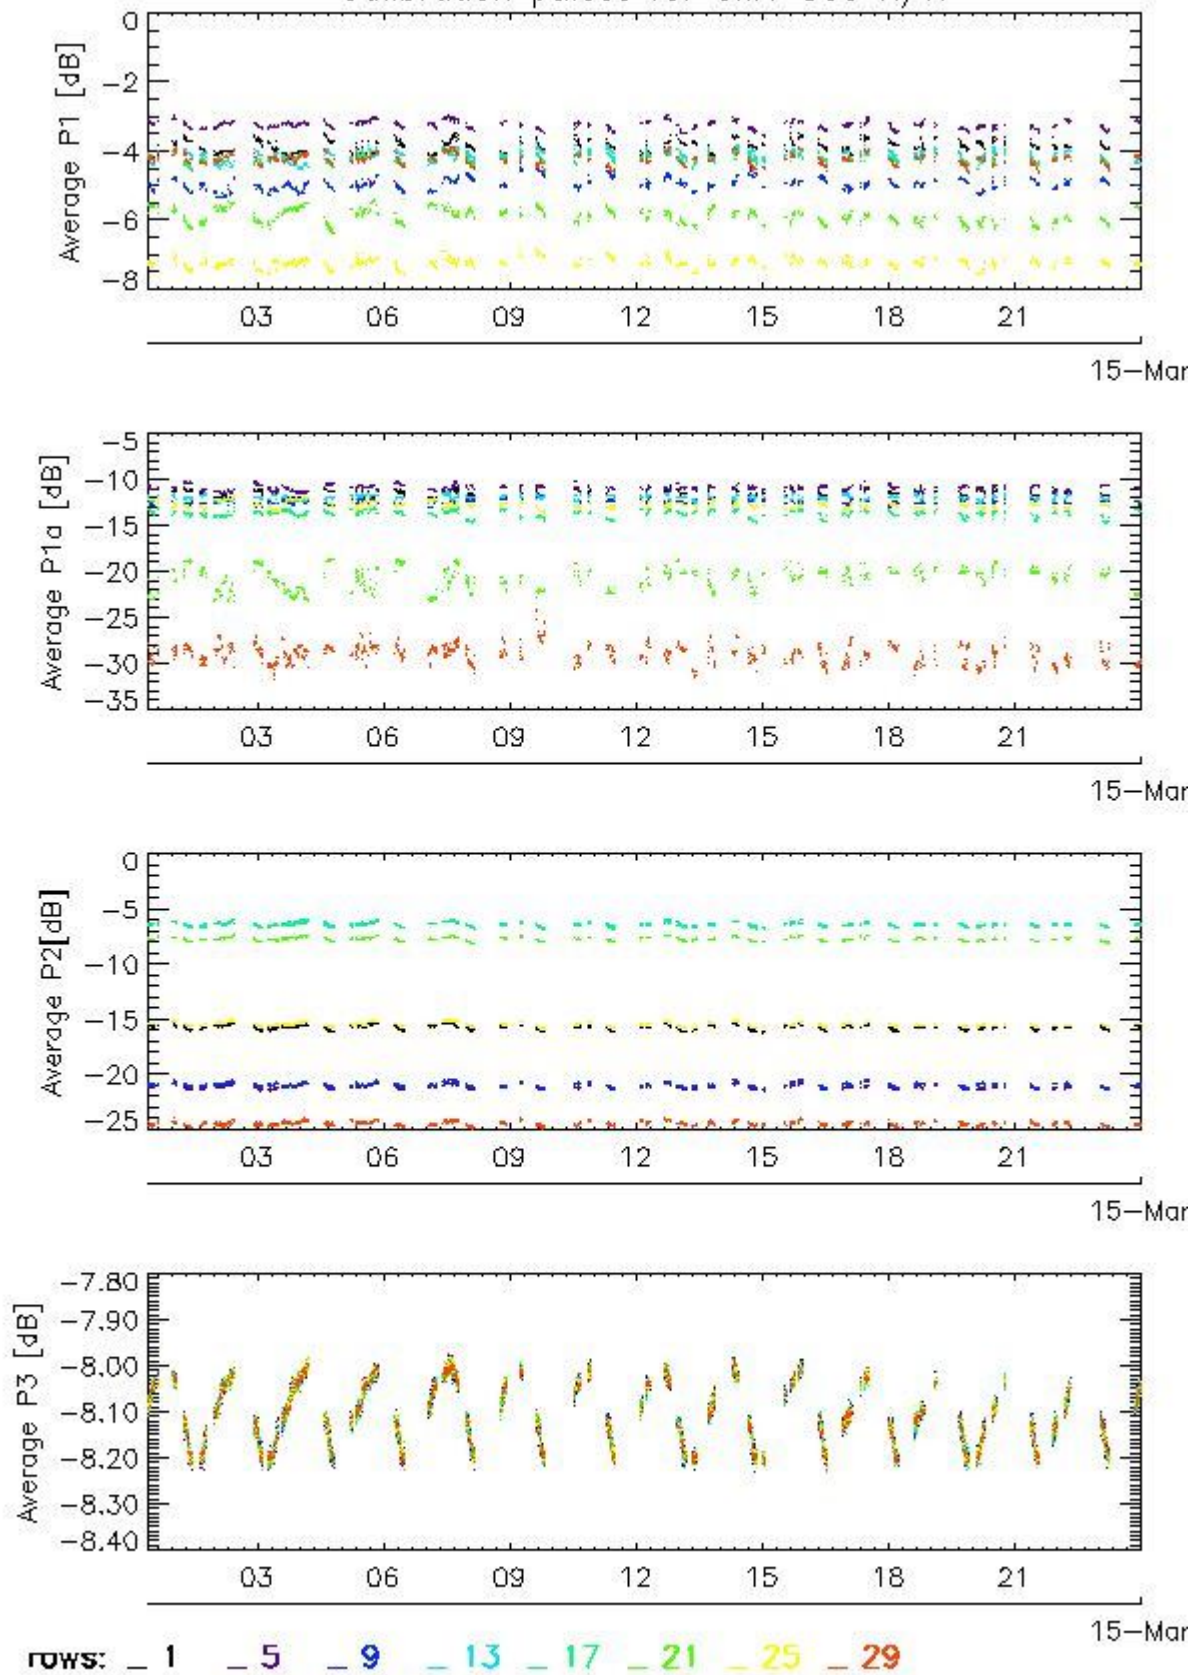 0
-2
-4
-6
-8
Average P1 [dB]
03 06 09 12 15 18 21
15-Mar
-5
-10
-15
-20
-25
-30
-35
Average P1a [dB]
03 06 09 12 15 18 21
15-Mar
0
-5
-10
-15
-20
-25
Average P2[dB]
03 06 09 12 15 18 21
15-Mar
-7.80
-7.90
-8.00
-8.10
-8.20
-8.30
-8.40
Average P3 [dB]
03 06 09 12 15 18 21
15-Mar
rows: _ 1 _ 5 _ 9 _ 13 _ 17 _ 21 _ 25 _ 29